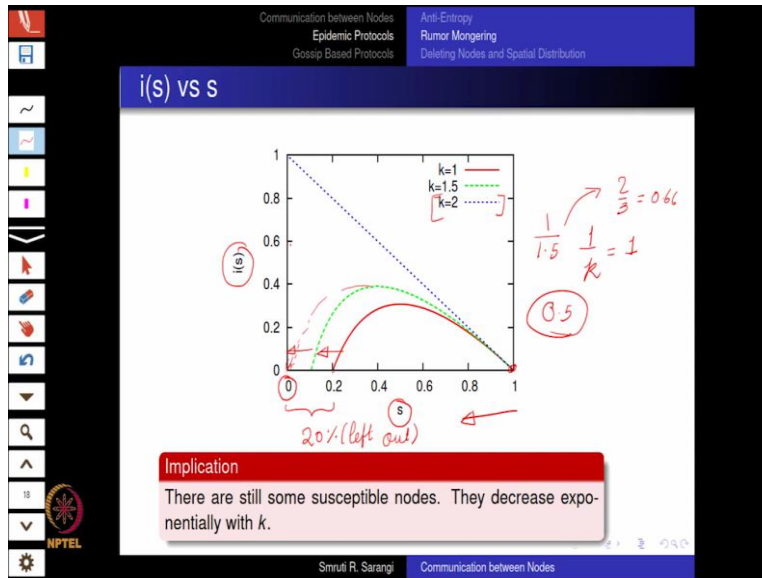 Communication between Nodes
Epidemic Protocols
Gossip Based Protocols
Anti-Entropy
Rumor Mongering
Deleting Nodes and Spatial Distribution
i(s) vs s
1
0.8
0.6
0.4
0.2
0
i(s)
k=1
k=1.5
[k=2]
0 0.2 0.4 0.6 0.8 1
s
20% (left out)
1/1.5
2/3 = 0.66
1/k = 1
0.5
Implication
There are still some susceptible nodes. They decrease expo-
nentially with k.
18
NPTEL
Smruti R. Sarangi
Communication between Nodes